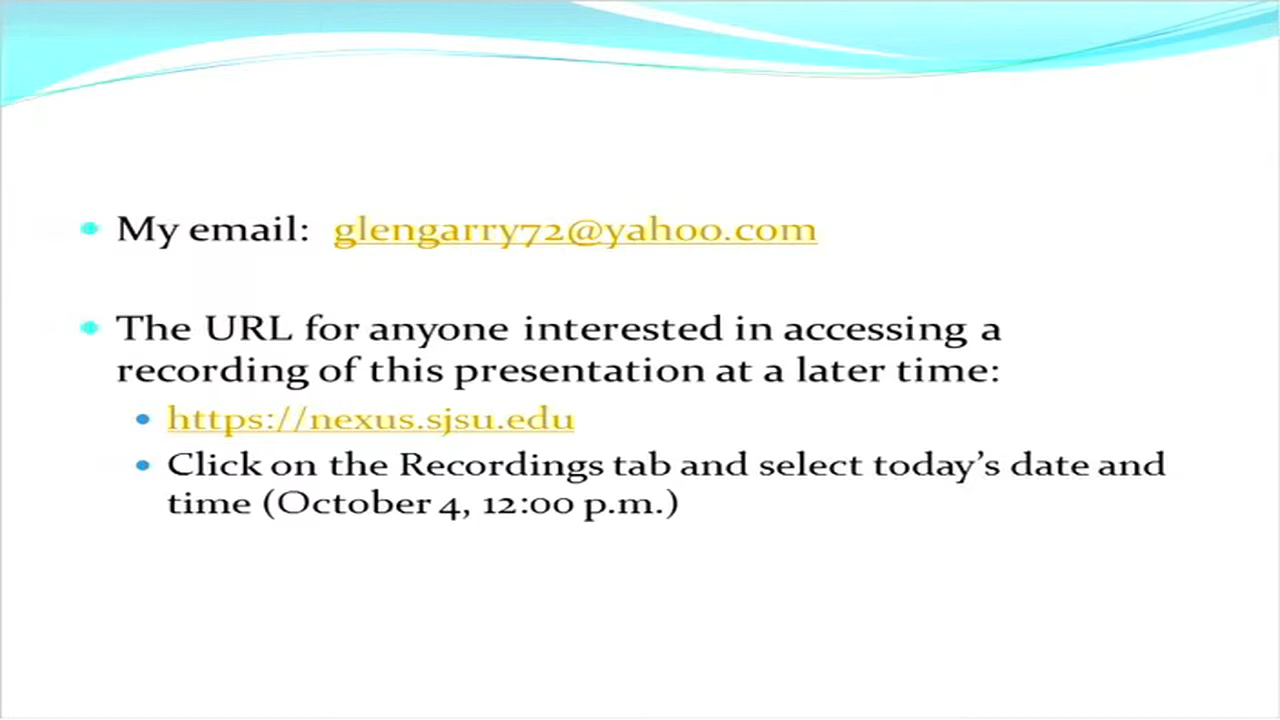 My email: glengarry72@yahoo.com
The URL for anyone interested in accessing a
recording of this presentation at a later time:
https://nexus.sjsu.edu
Click on the Recordings tab and select today’s date and
time (October 4, 12:00 p.m.)